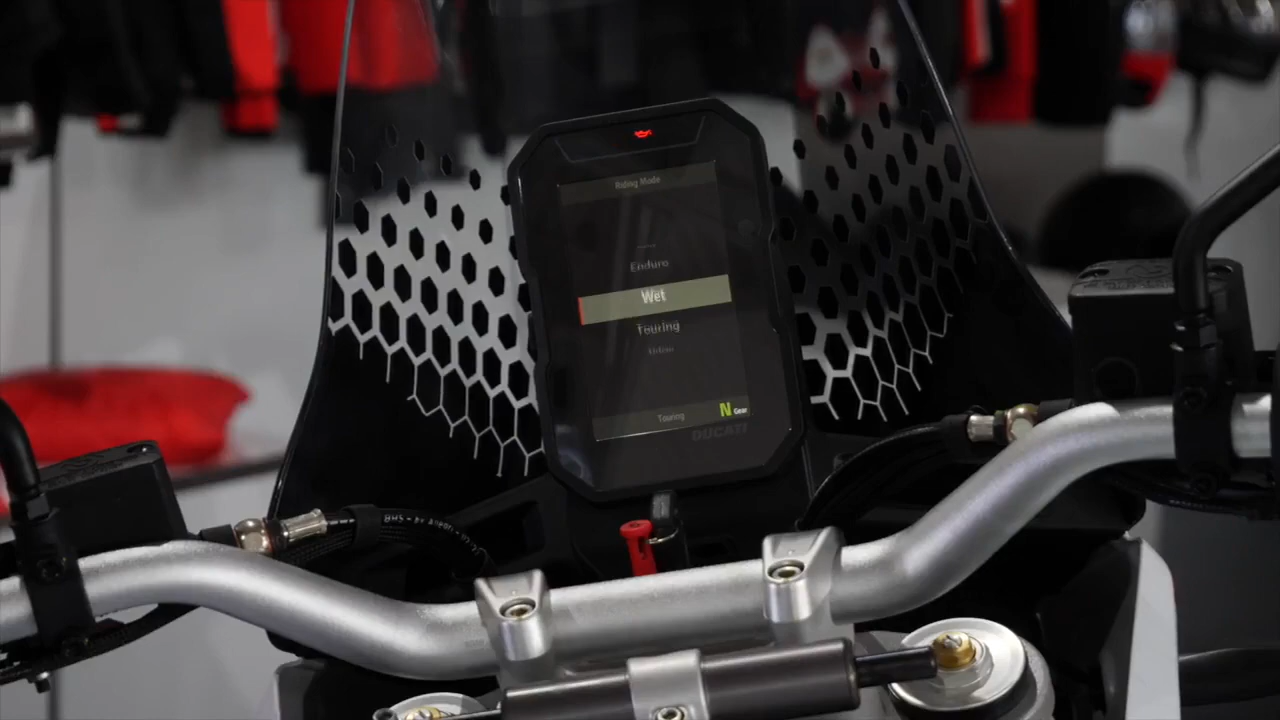 Riding Mode
Enduro
Wet
Touring
Touring
N Gear
DUCATI